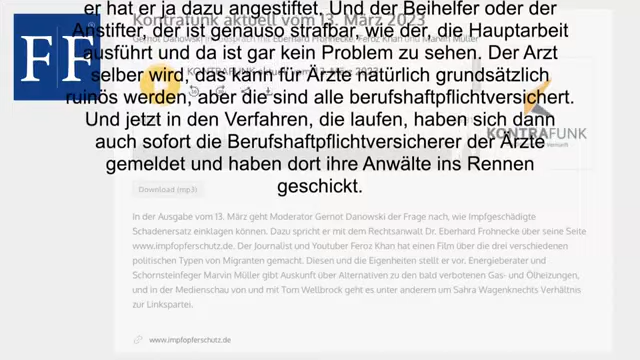 er hat er ja dazu angestiftet. Und der Beihelfer oder der
Kontrafunk aktuell vom 13. März 2023
Anstifter, der ist genauso strafbar, wie der, die Hauptarbeit
ausführt und da ist gar kein Problem zu sehen. Der Arzt
selber wird, das kann für Ärzte natürlich grundsätzlich
ruinös werden, aber die sind alle berufshaftpflichtversichert.
Und jetzt in den Verfahren, die laufen, haben sich dann
auch sofort die Berufshaftpflichtversicherer der Ärzte
gemeldet und haben dort ihre Anwälte ins Rennen
geschickt.
FF
KONTRAFUNK
Download (mp3)
In der Ausgabe vom 13. März geht Moderator Gernot Danowski der Frage nach, wie Impfgeschädigte
Schadenersatz einklagen können. Dazu spricht er mit dem Rechtsanwalt Dr. Eberhard Frohnecke über seine Seite
www.impfopferschutz.de. Der Journalist und Youtuber Feroz Khan hat einen Film über die drei verschiedenen
politischen Typen von Migranten gemacht. Diesen und die Eigenheiten stellt er vor. Energieberater und
Schornsteinfeger Marvin Müller gibt Auskunft über Alternativen zu den bald verbotenen Gas- und Ölheizungen,
und in der Medienschau von und mit Tom Wellbrock geht es unter anderem um Sahra Wagenknechts Verhältnis
zur Linkspartei.
www.impfopferschutz.de